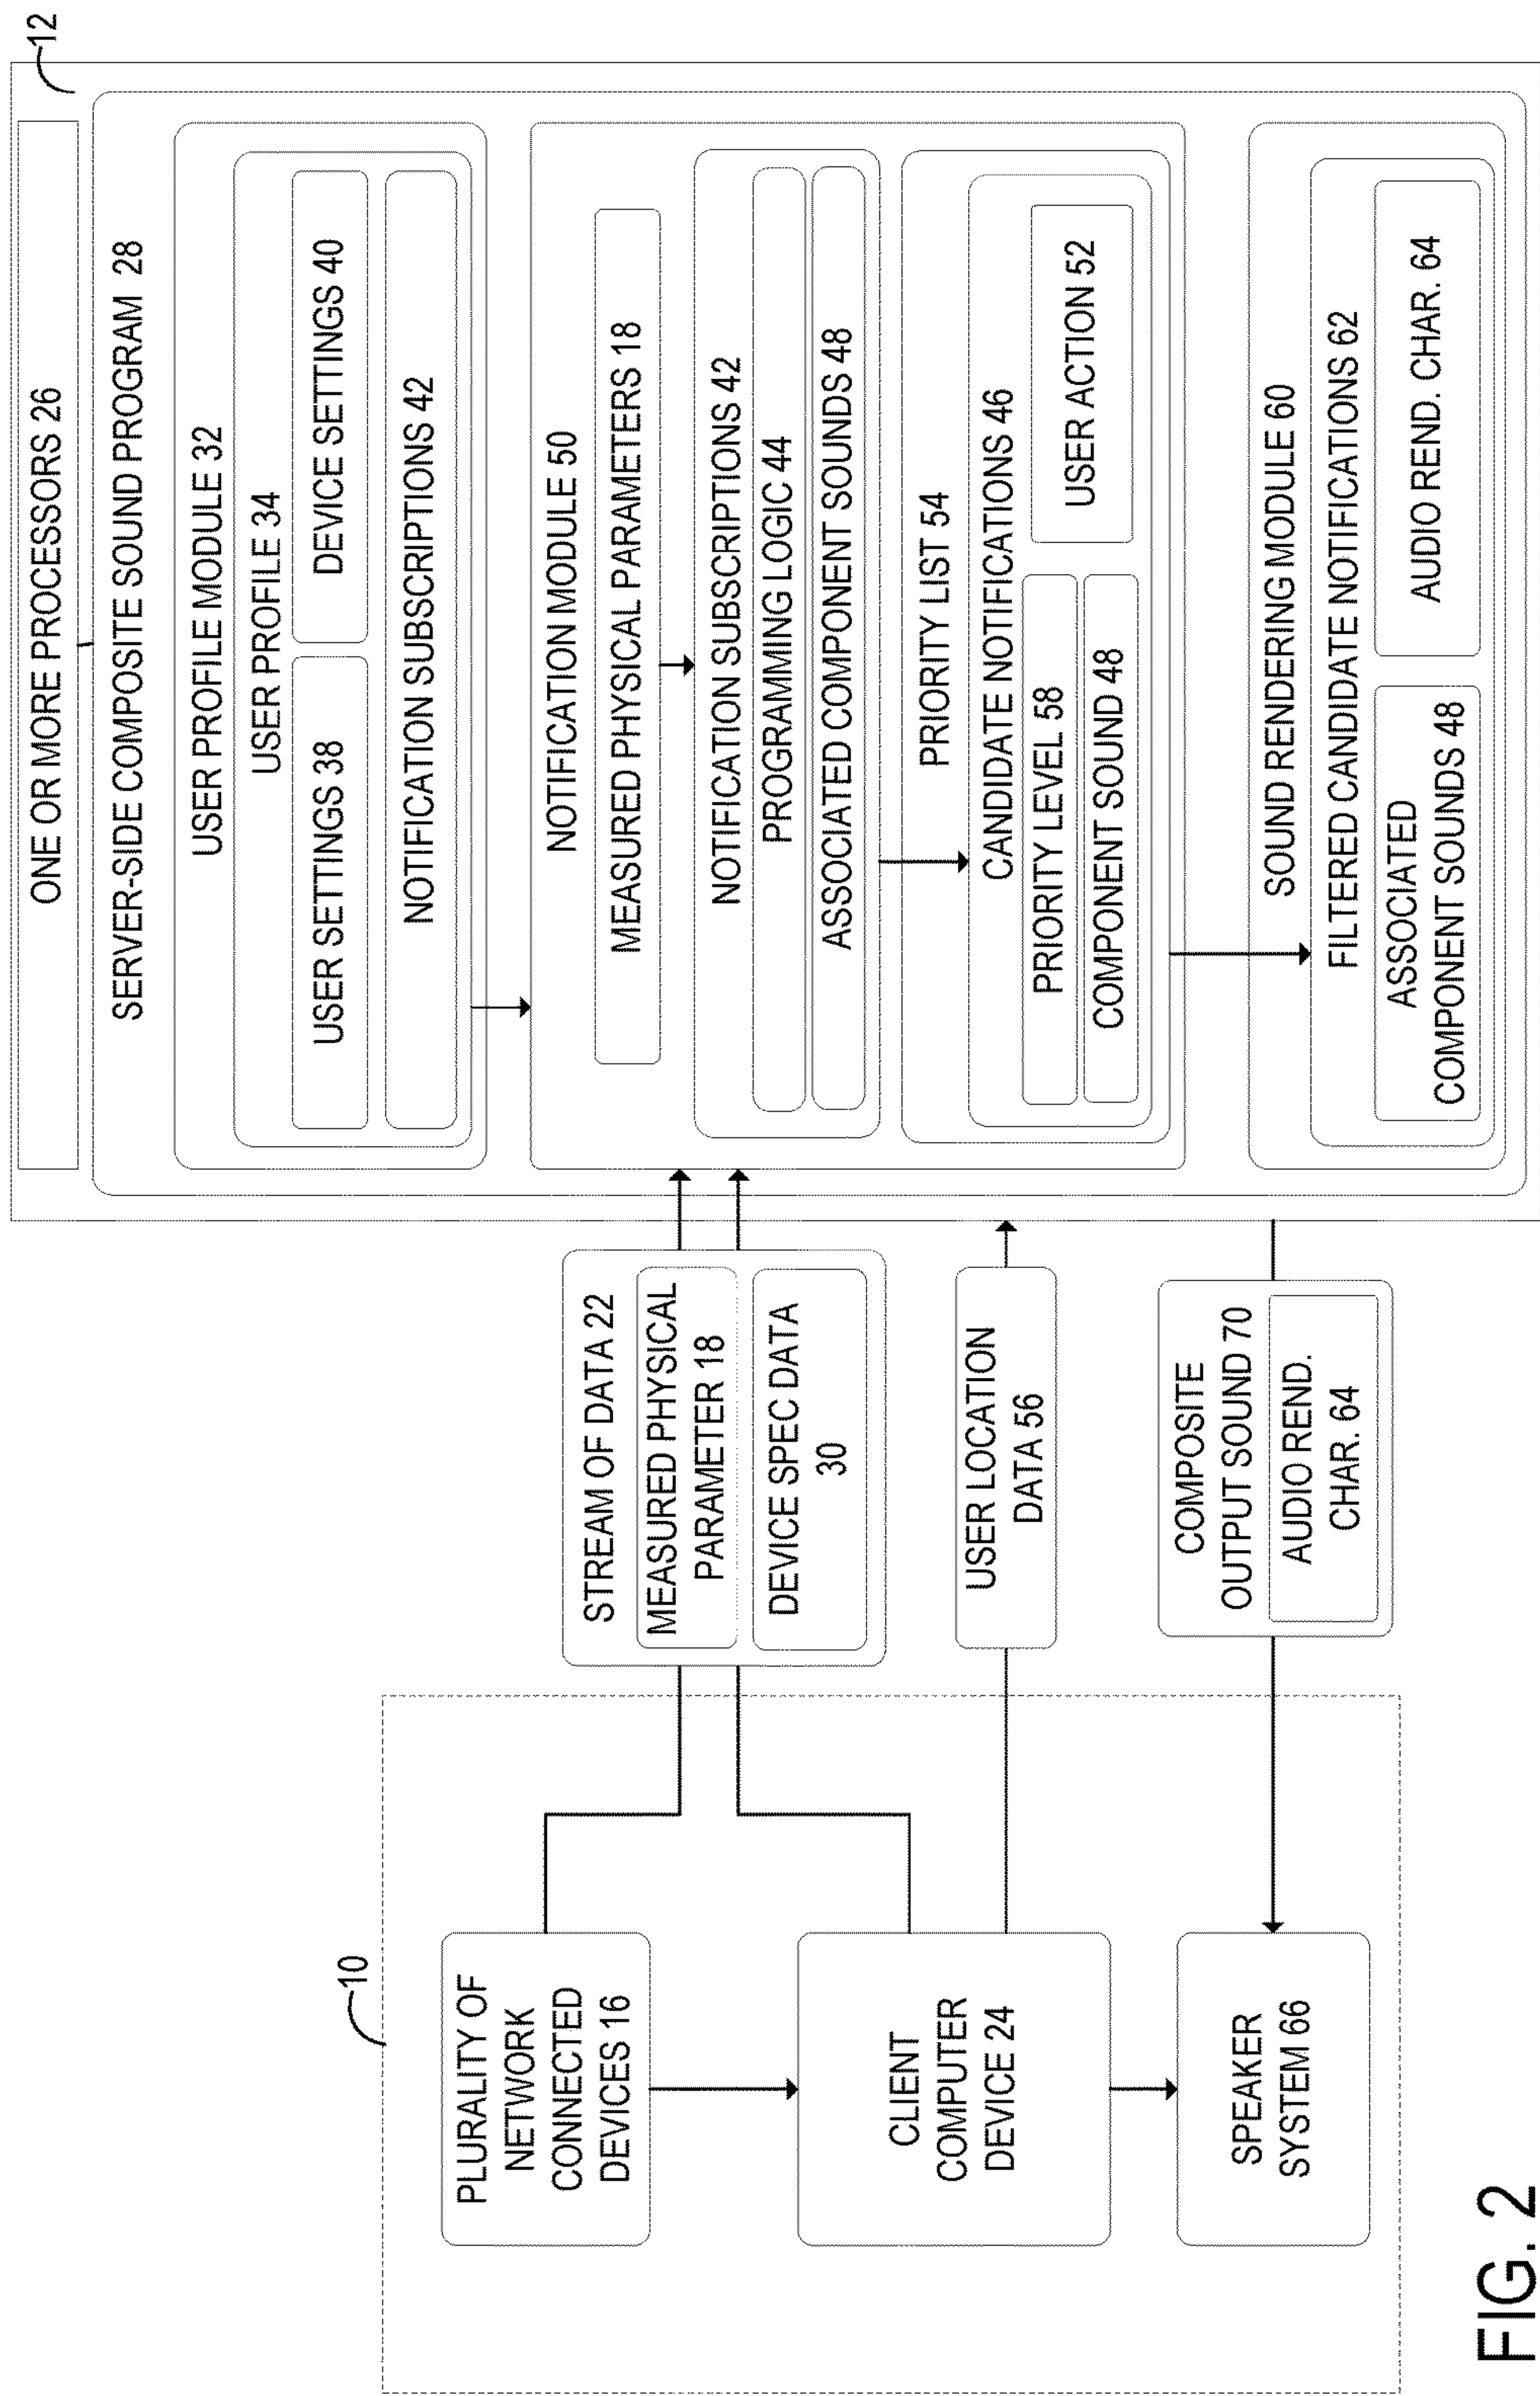 12
ONE OR MORE PROCESSORS 26
SERVER-SIDE COMPOSITE SOUND PROGRAM 28
USER PROFILE MODULE 32
USER PROFILE 34
USER SETTINGS 38
DEVICE SETTINGS 40
NOTIFICATION SUBSCRIPTIONS 42
NOTIFICATION MODULE 50
MEASURED PHYSICAL PARAMETERS 18
NOTIFICATION SUBSCRIPTIONS 42
PROGRAMMING LOGIC 44
ASSOCIATED COMPONENT SOUNDS 48
PRIORITY LIST 54
CANDIDATE NOTIFICATIONS 46
PRIORITY LEVEL 58
COMPONENT SOUND 48
USER ACTION 52
SOUND RENDERING MODULE 60
FILTERED CANDIDATE NOTIFICATIONS 62
ASSOCIATED
COMPONENT SOUNDS 48
AUDIO REND. CHAR. 64
STREAM OF DATA 22
MEASURED PHYSICAL
PARAMETER 18
DEVICE SPEC DATA
30
USER LOCATION
DATA 56
COMPOSITE
OUTPUT SOUND 70
AUDIO REND.
CHAR. 64
10
PLURALITY OF
NETWORK
CONNECTED
DEVICES 16
CLIENT
COMPUTER
DEVICE 24
SPEAKER
SYSTEM 66
FIG. 2